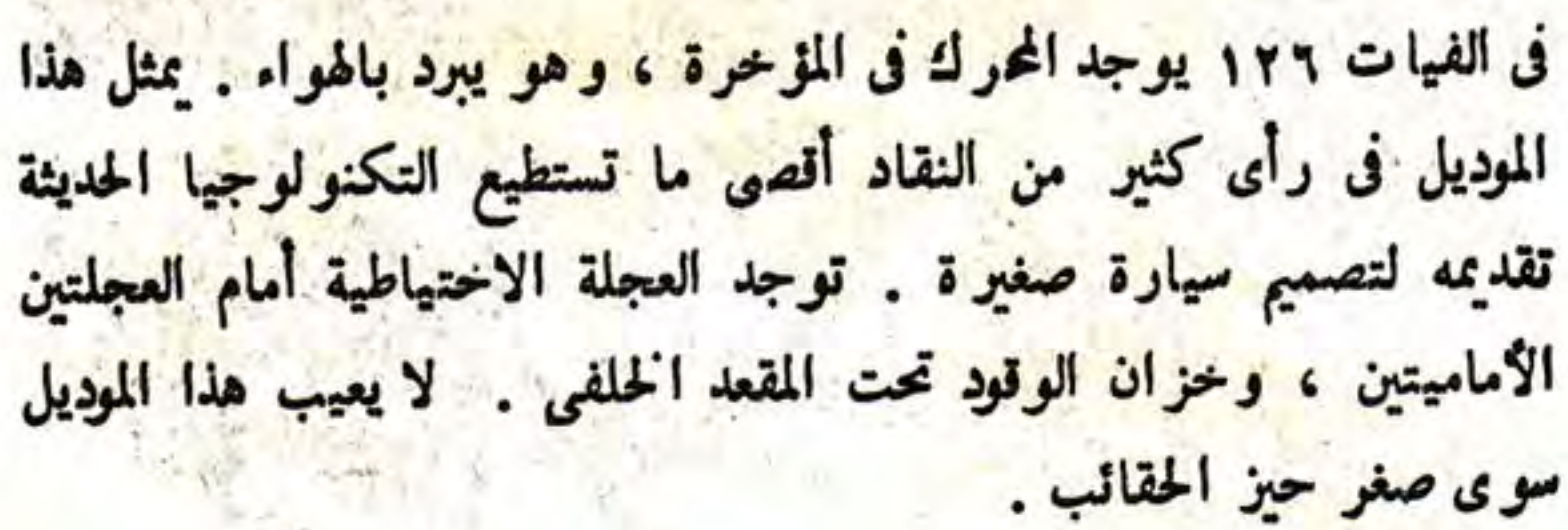 فى الفيات ١٢٦ يوجد المحرك فى المؤخرة ، وهو يبرد بالهواء . يمثل هذا
الموديل فى رأى كثير من النقاد أقصى ما تستطيع التكنولوجيا الحديثة
تقديمه لتصميم سيارة صغيرة . توجد العجلة الاختياطية أمام العجلتين
الأماميتين ، وخزان الوقود تحت المقعد الخلفى . لا يعيب هذا الموديل
سوى صغر حيز الحقائب .